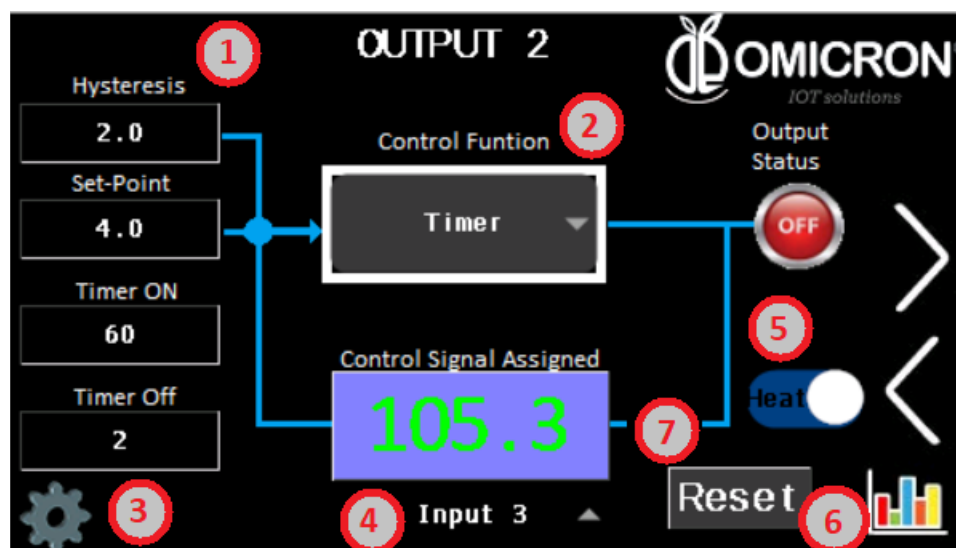 OUTPUT 2
1
OMICRON
IOT solutions
Hysteresis
2.0
Control Funtion
2
Output
Status
Set-Point
4.0
Timer
OFF
Timer ON
60
5
Control Signal Assigned
Timer Off
2
105.3
7
Heat
3
4
Input 3
Reset
6